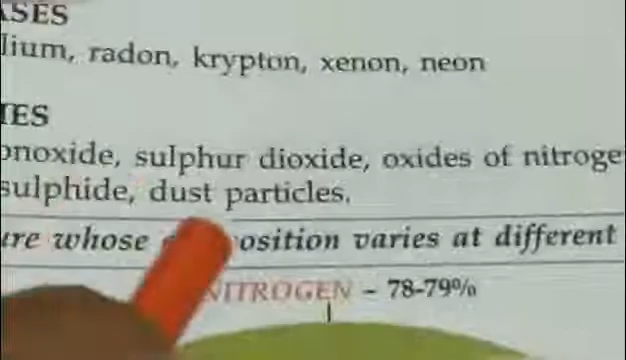 ASES
lium, radon, krypton, xenon, neon
IES
onoxide, sulphur dioxide, oxides of nitroge
sulphide, dust particles.
ure whose osition varies at different
NITROGEN – 78-79%